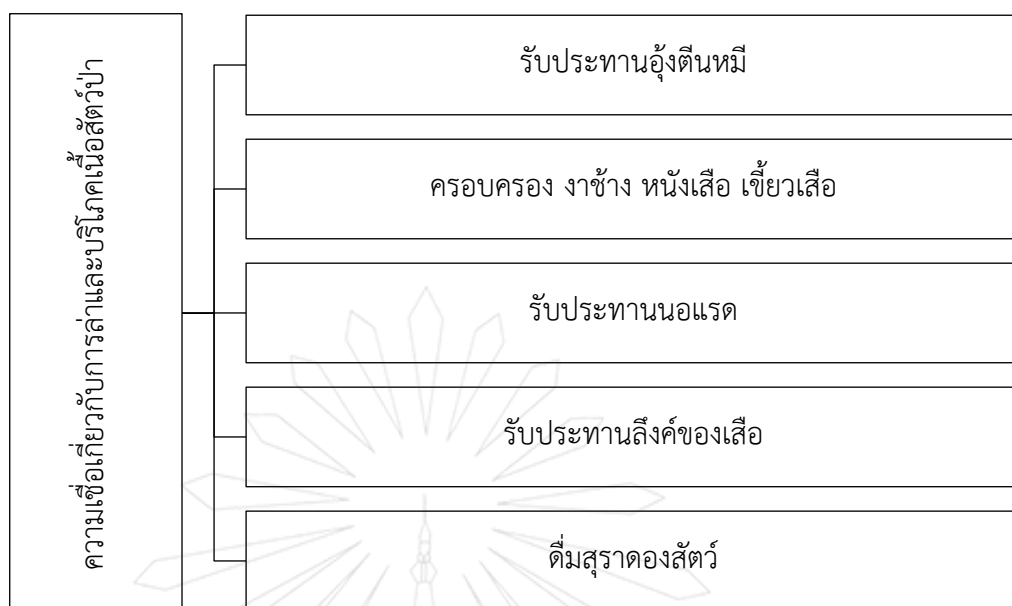 ความเชื่อเกี่ยวกับการล่าและบริโภคเนื้อสัตว์ป่า
รับประทานอุ้งตีนหมี
ครอบครอง งาช้าง หนังเสือ เขี้ยวเสือ
รับประทานนอแรด
รับประทานลึงค์ของเสือ
ดื่มสุราดองสัตว์